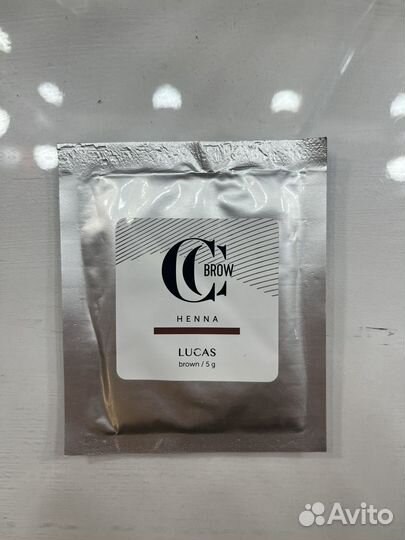 CC BROW
HENNA
LUCAS
brown / 5 g
Avito